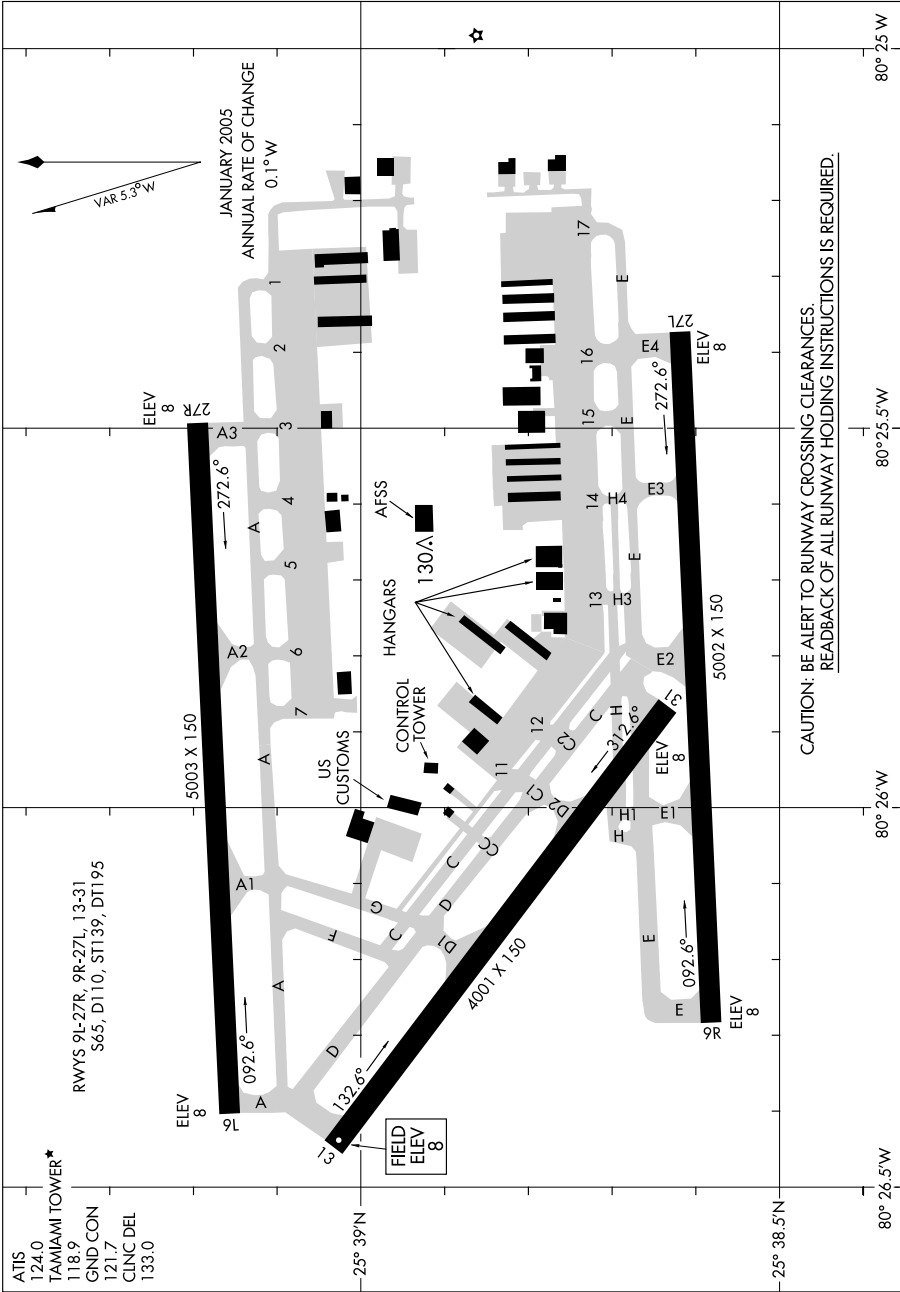 ATIS
124.0
TAMIAMI TOWER★
118.9
GND CON
121.7
CLNC DEL
133.0
RWYS 9L-27R, 9R-27L, 13-31
S65, D110, ST139, DT195
VAR 5.3° W
JANUARY 2005
ANNUAL RATE OF CHANGE
0.1° W
ELEV
8
9L
092.6°
5003 X 150
272.6°
27R
ELEV
8
A
A
A1
A
A2
A
A3
7
6
5
4
3
2
1
13
FIELD
ELEV
8
132.6°
D
F
G
C
D1
D
C
CC
4001 X 150
US
CUSTOMS
CONTROL
TOWER
HANGARS
AFSS
130
11
12
13
14
15
16
17
C1
D2
C2
C
312.6°
31
ELEV
8
H
H1
H
H3
H4
E
E
E1
E2
E
E3
E
E4
E
9R
ELEV
8
092.6°
5002 X 150
272.6°
27L
ELEV
8
CAUTION: BE ALERT TO RUNWAY CROSSING CLEARANCES.
READBACK OF ALL RUNWAY HOLDING INSTRUCTIONS IS REQUIRED.
25° 39'N
25° 38.5'N
80° 26.5'W
80° 26'W
80° 25.5'W
80° 25 W